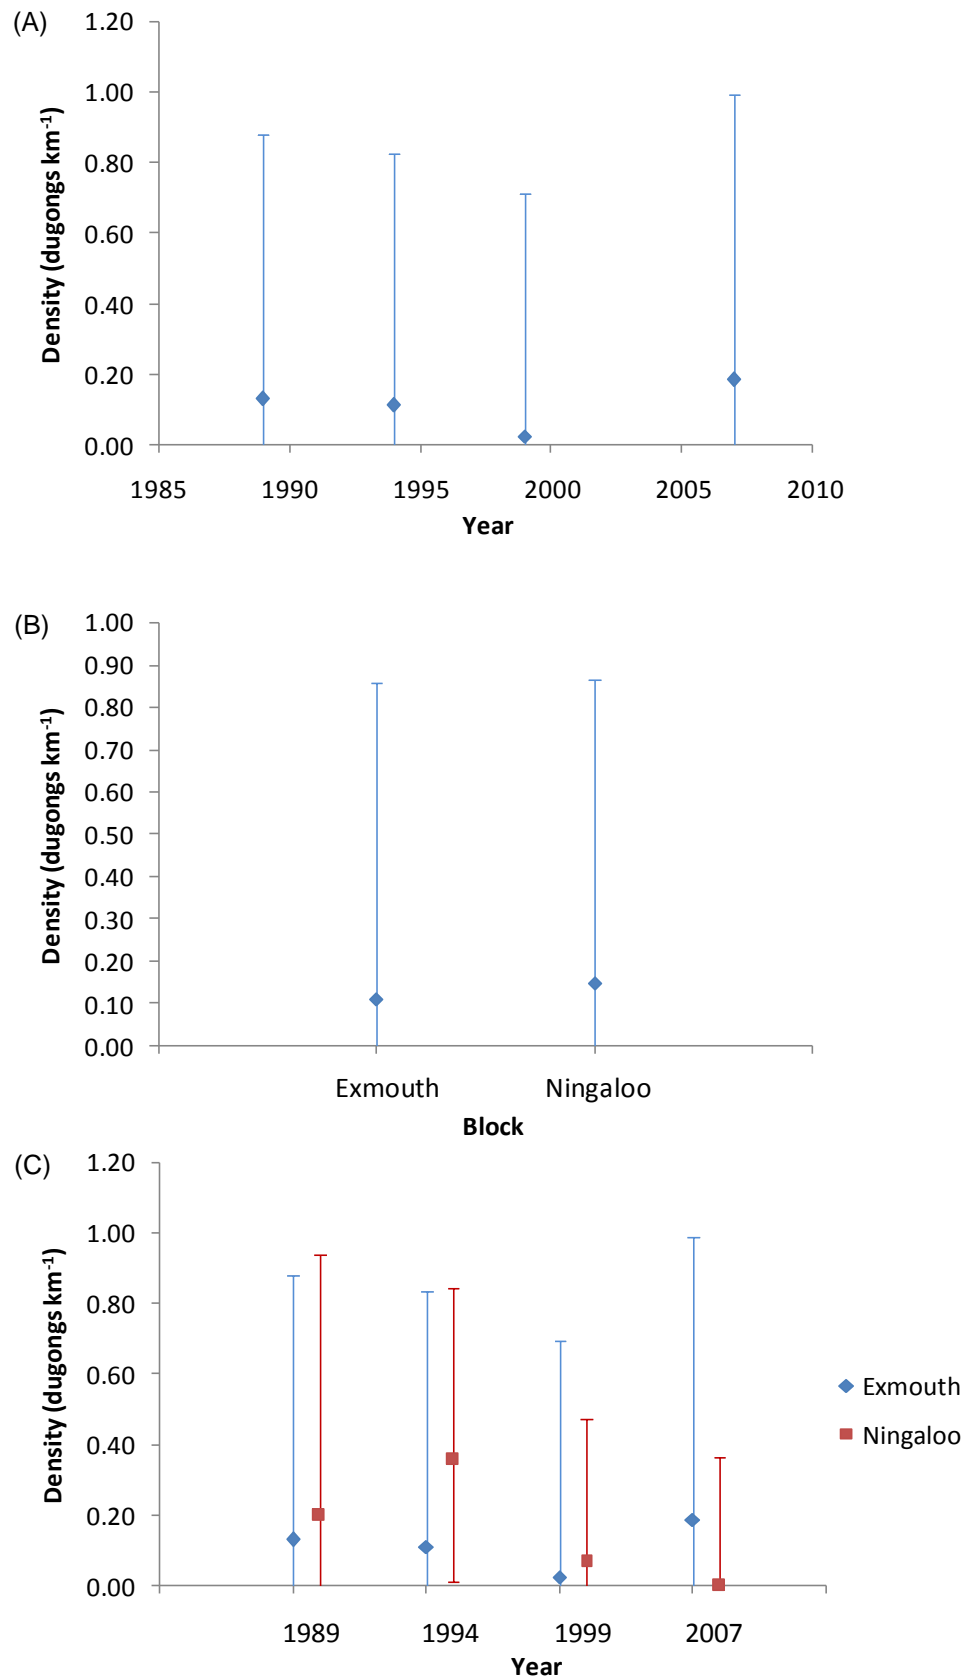 (A)
Density (dugongs km⁻¹)
1.20
1.00
0.80
0.60
0.40
0.20
0.00
1985 1990 1995 2000 2005 2010
Year
(B)
Density (dugongs km⁻¹)
1.00
0.90
0.80
0.70
0.60
0.50
0.40
0.30
0.20
0.10
0.00
Exmouth Ningaloo
Block
(C)
Density (dugongs km⁻¹)
1.20
1.00
0.80
0.60
0.40
0.20
0.00
1989 1994 1999 2007
Year
Exmouth
Ningaloo